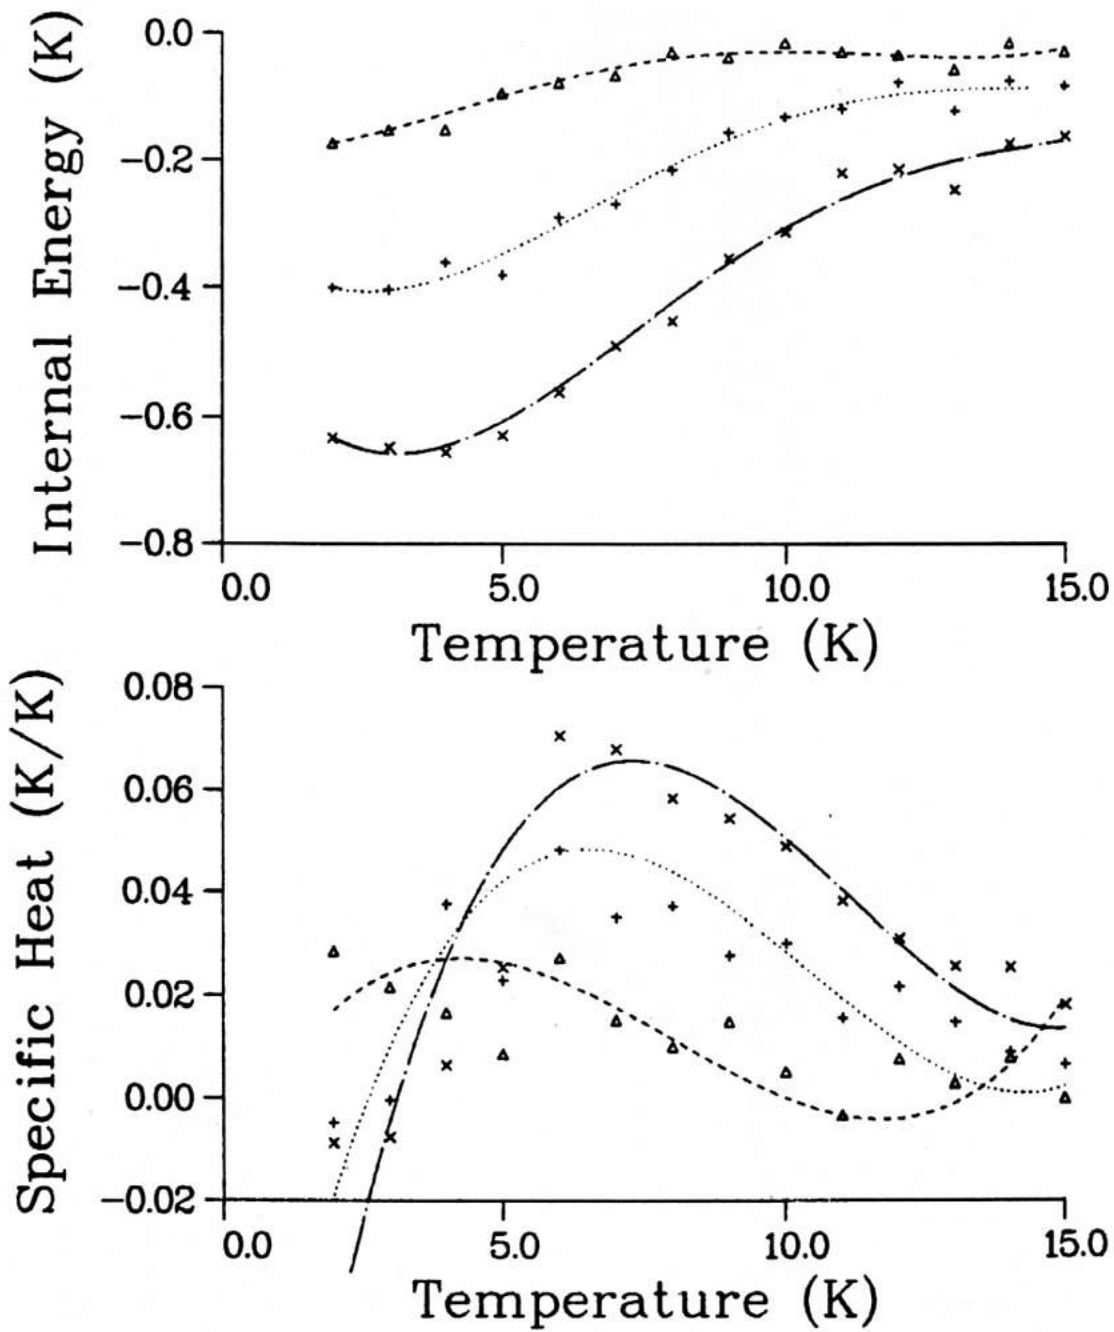 Internal Energy (K)
0.0
−0.2
−0.4
−0.6
−0.8
0.0 5.0 10.0 15.0
Temperature (K)
Specific Heat (K/K)
0.08
0.06
0.04
0.02
0.00
−0.02
0.0 5.0 10.0 15.0
Temperature (K)